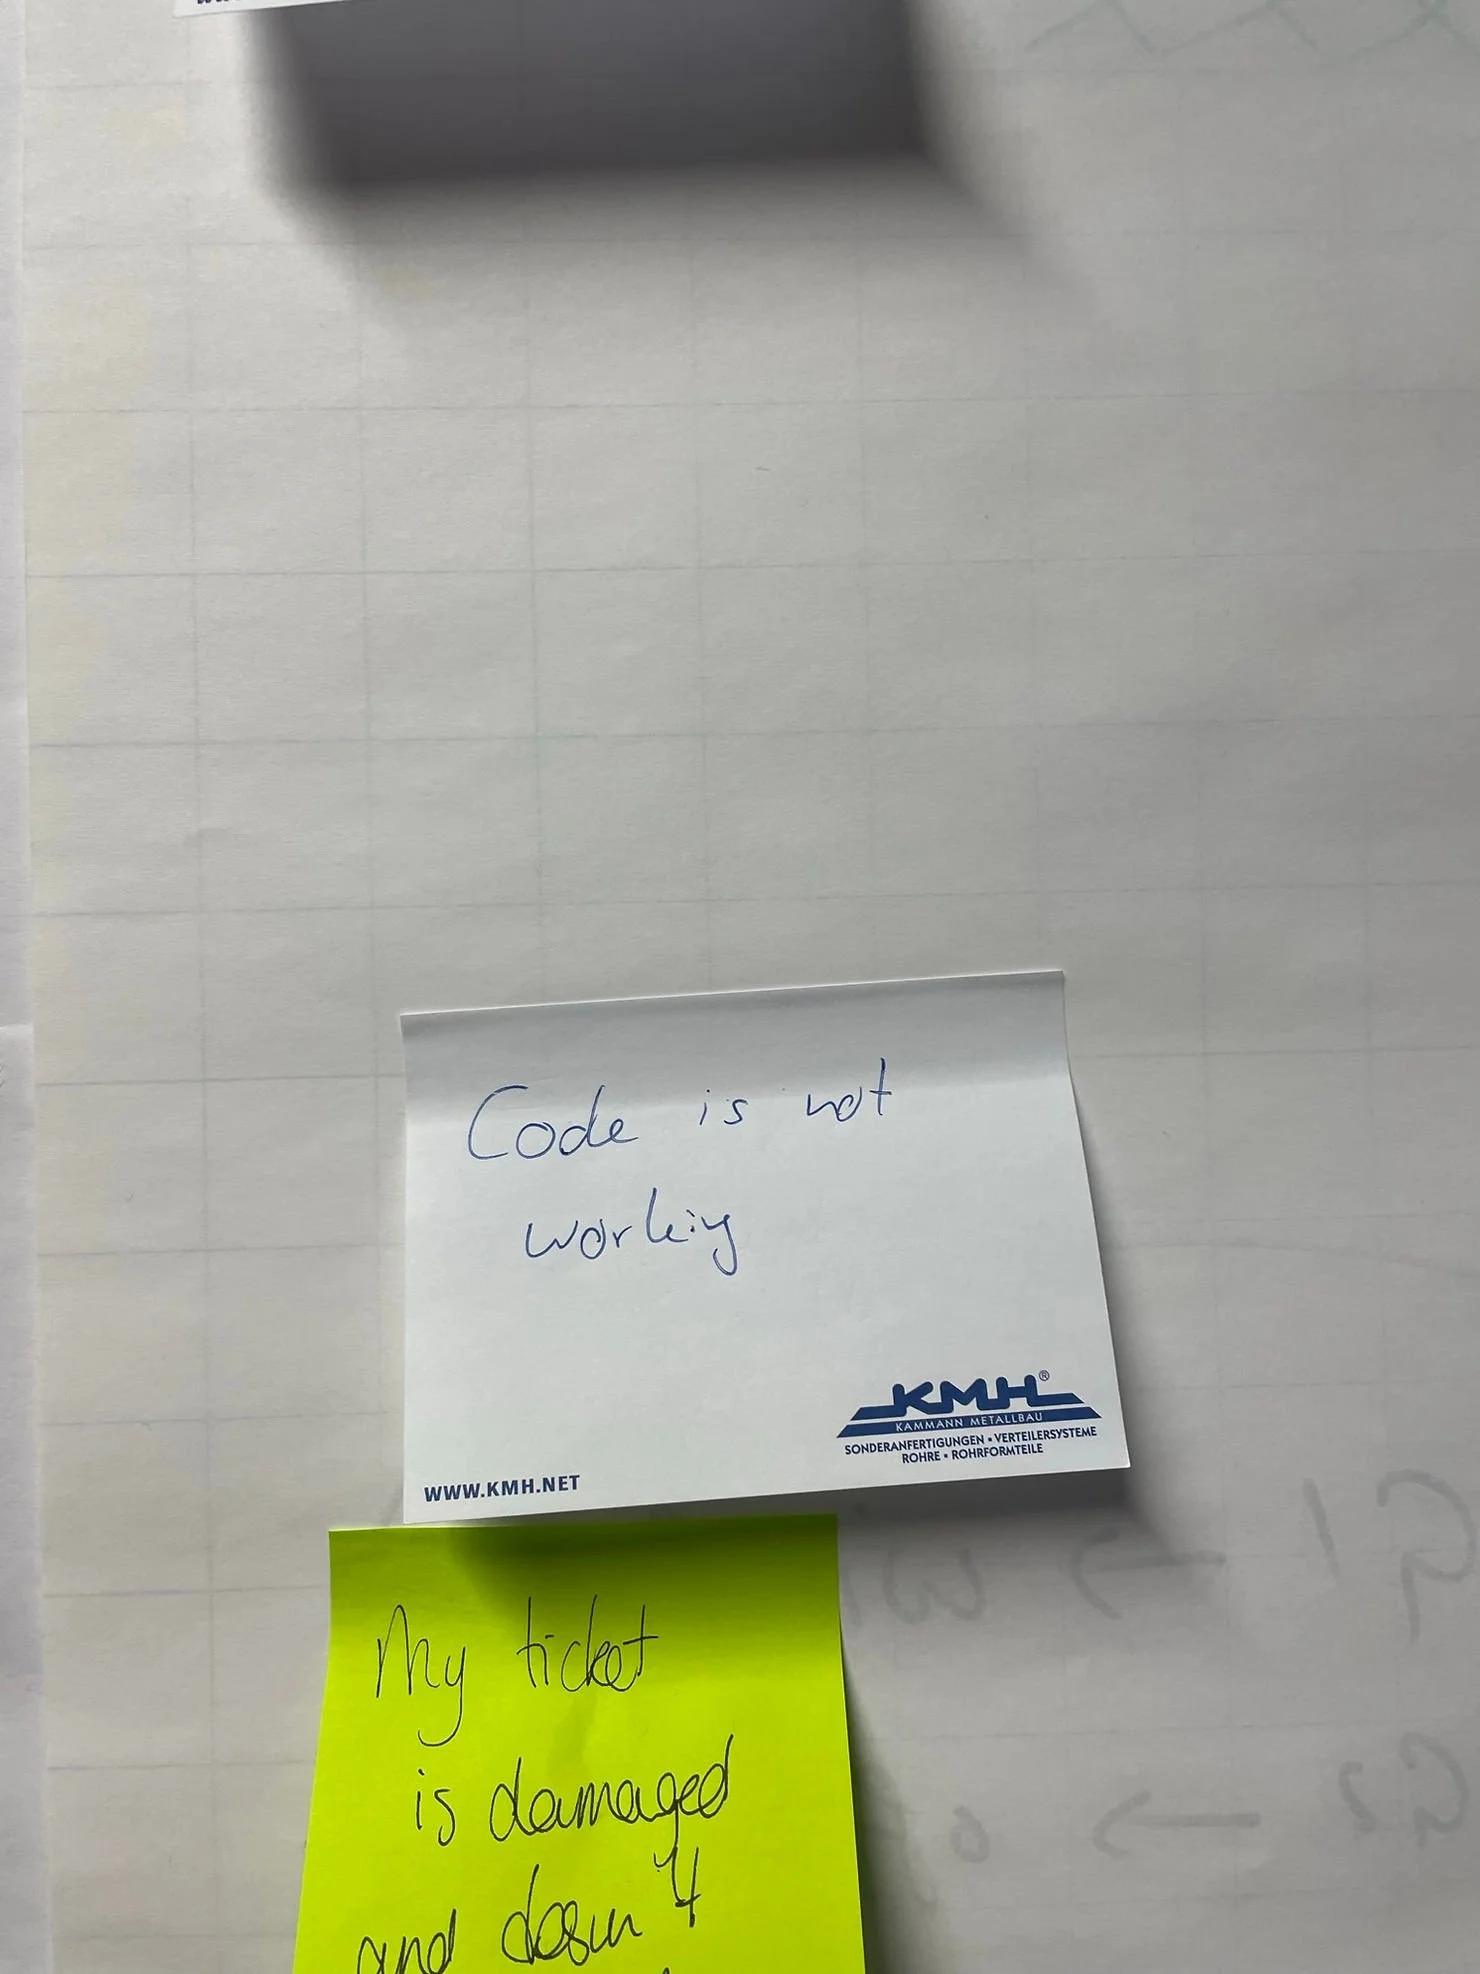 Code is not
working
KMH®
KAMMANN METALLBAU
SONDERANFERTIGUNGEN ▪ VERTEILERSYSTEME
ROHRE ▪ ROHRFORMTEILE
WWW.KMH.NET
My ticket
is damaged
and doesn't